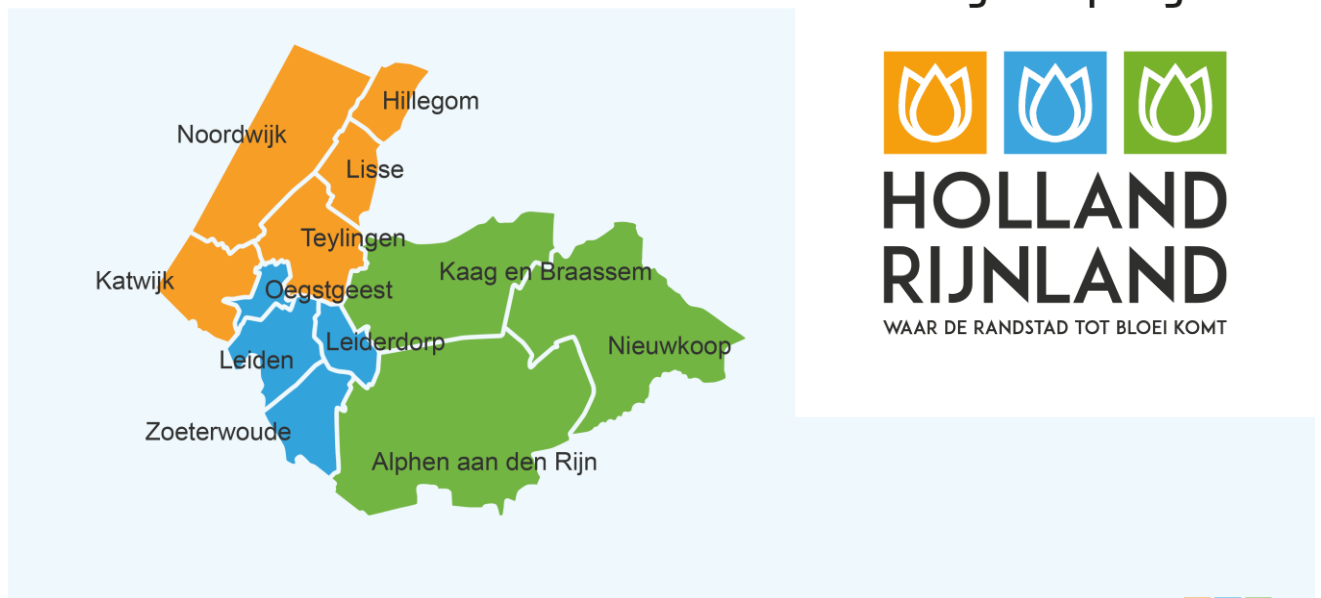 Hillegom
Noordwijk
Lisse
Teylingen
Katwijk
Kaag en Braassem
Oegstgeest
Leiderdorp
Nieuwkoop
Leiden
Zoeterwoude
Alphen aan den Rijn
HOLLAND
RIJNLAND
WAAR DE RANDSTAD TOT BLOEI KOMT